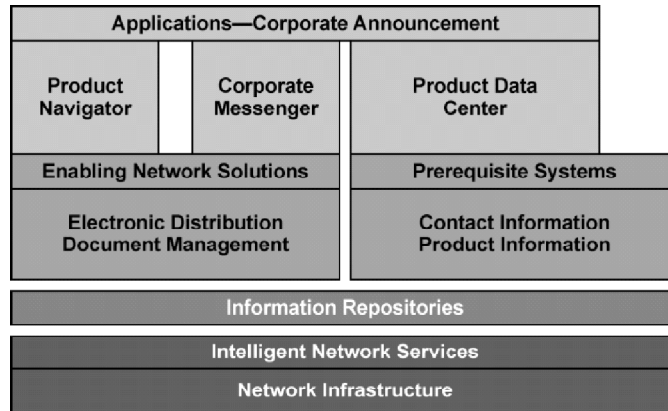 Applications—Corporate Announcement
Product
Navigator
Corporate
Messenger
Product Data
Center
Enabling Network Solutions
Prerequisite Systems
Electronic Distribution
Document Management
Contact Information
Product Information
Information Repositories
Intelligent Network Services
Network Infrastructure